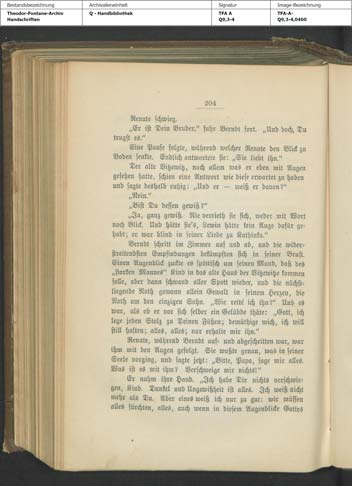 Bestandsbezeichnung
Theodor-Fontane-Archiv
Handschriften
Archivalieneinheit
Q - Handbibliothek
Signatur
TFA A
Q9,3-4
Image-Bezeichnung
TFA-A-
Q9,3-4,0460
204
Renate schwieg.
„Er ist Dein Bruder,“ fuhr Berndt fort. „Und doch, Du
trugst es.“
Eine Pause folgte, während welcher Renate den Blick zu
Boden senkte. Endlich antwortete sie: „Sie liebt ihn.“
Der alte Vitzewitz, nach allem was er eben mit Augen
gesehen hatte, schien eine Antwort wie diese erwartet zu haben
und sagte deshalb ruhig: „Und er — weiß er davon?“
„Nein.“
„Bist Du dessen gewiß?“
„Ja, ganz gewiß. Nie verrieth sie sich, weder mit Wort
noch Blick. Und hätte sie's, Lewin hätte kein Auge dafür ge-
habt; er war blind in seiner Liebe zu Kathinka.“
Berndt schritt im Zimmer auf und ab, und die wider-
streitendsten Empfindungen bekämpften sich in seiner Brust.
Einen Augenblick zuckte es spöttisch um seinen Mund, daß des
„starken Mannes“ Kind in das alte Haus der Vitzewitze kommen
solle, aber dann schwand aller Spott wieder, und die nächst-
liegende Noth gewann allein Gewalt in seinem Herzen, die
Noth um den einzigen Sohn. „Wie rette ich ihn?“ Und es
war, als ob er vor sich selber ein Gelübde thäte: „Gott, ich
lege jeden Stolz zu Deinen Füßen; demüthige mich, ich will
still halten; alles, alles; nur erhalte mir ihn.“
Renate, während Berndt auf- und abgeschritten war, war
ihm mit den Augen gefolgt. Sie wußte genau, was in seiner
Seele vorging, und sagte jetzt: „Bitte, Papa, sage mir alles.
Was ist es mit ihm? Verschweige mir nichts!“
Er nahm ihre Hand. „Ich habe Dir nichts verschwie-
gen, Kind. Dunkel und Ungewißheit ist alles. Ich weiß nicht
mehr als Du. Aber eines weiß ich nur zu gut: wir müssen
alles fürchten, alles, auch wenn in diesem Augenblicke Gottes